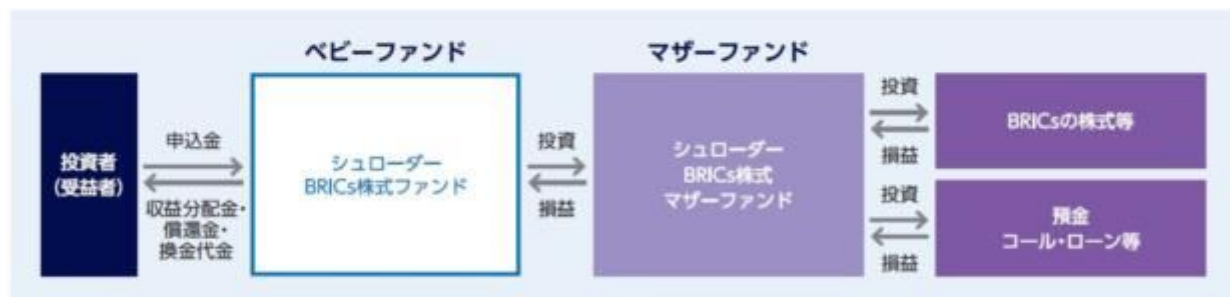 ベビーファンド
マザーファンド
投資者
(受益者)
申込金
収益分配金・
償還金・
換金代金
シュローダー
BRICs株式ファンド
投資
損益
シュローダー
BRICs株式
マザーファンド
投資
損益
BRICsの株式等
投資
損益
預金
コール・ローン等